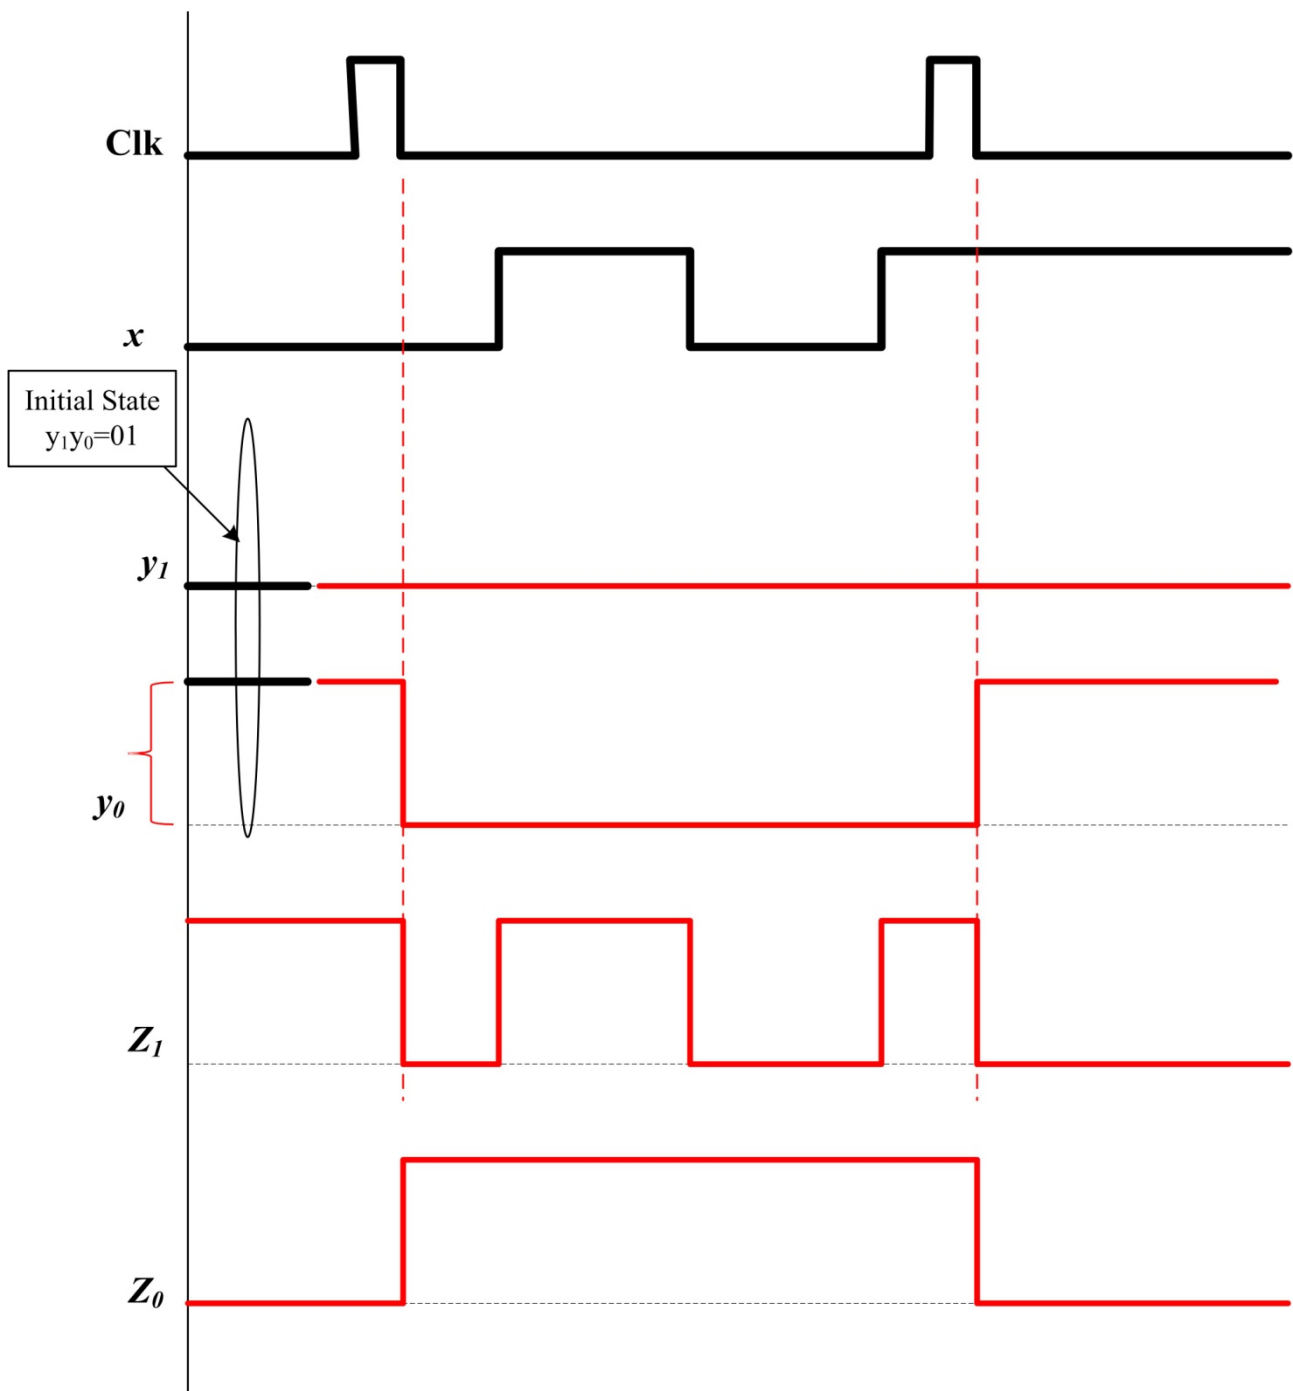 Clk
x
Initial State
y₁y₀=01
y₁
y₀
Z₁
Z₀